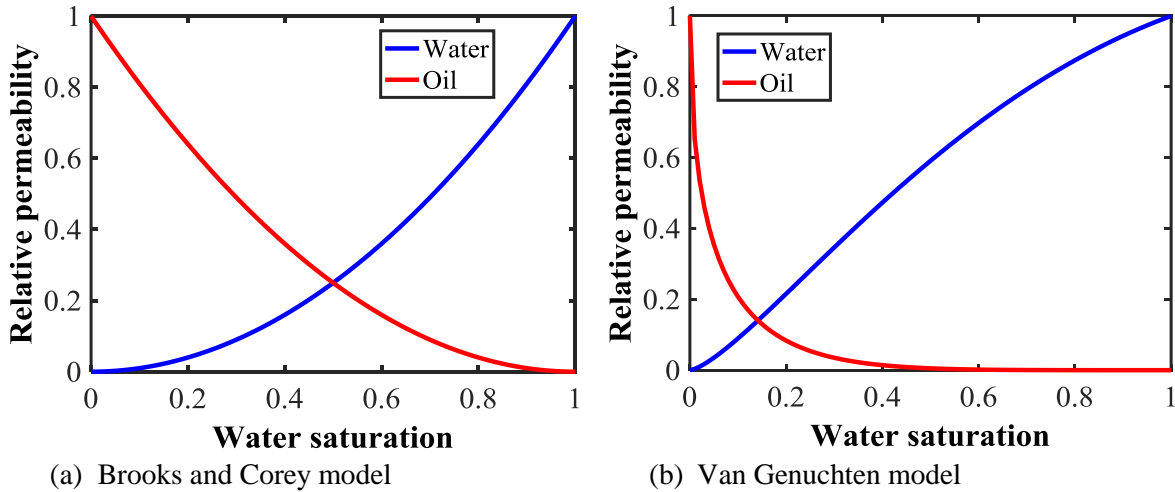 Relative permeability
1
0.8
0.6
0.4
0.2
0
0 0.2 0.4 0.6 0.8 1
Water
Oil
Water saturation
(a) Brooks and Corey model
Relative permeability
1
0.8
0.6
0.4
0.2
0
0 0.2 0.4 0.6 0.8 1
Water
Oil
Water saturation
(b) Van Genuchten model